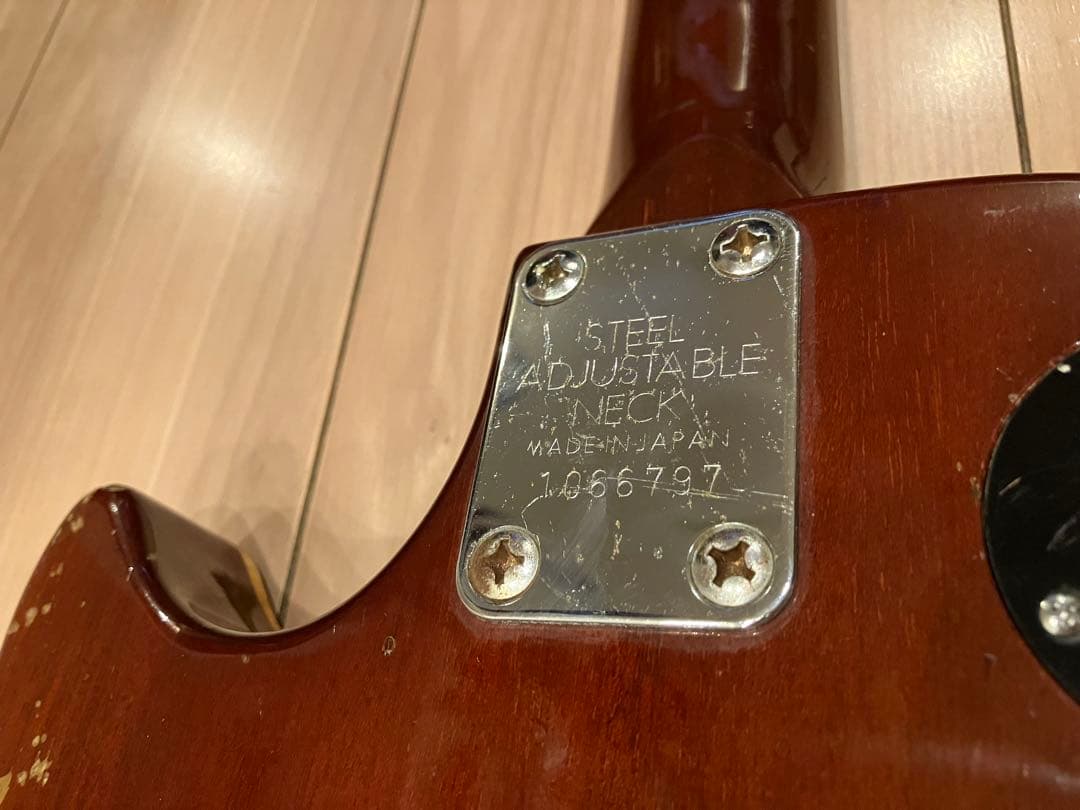 STEEL
ADJUSTABLE
NECK
MADE IN JAPAN
1066797